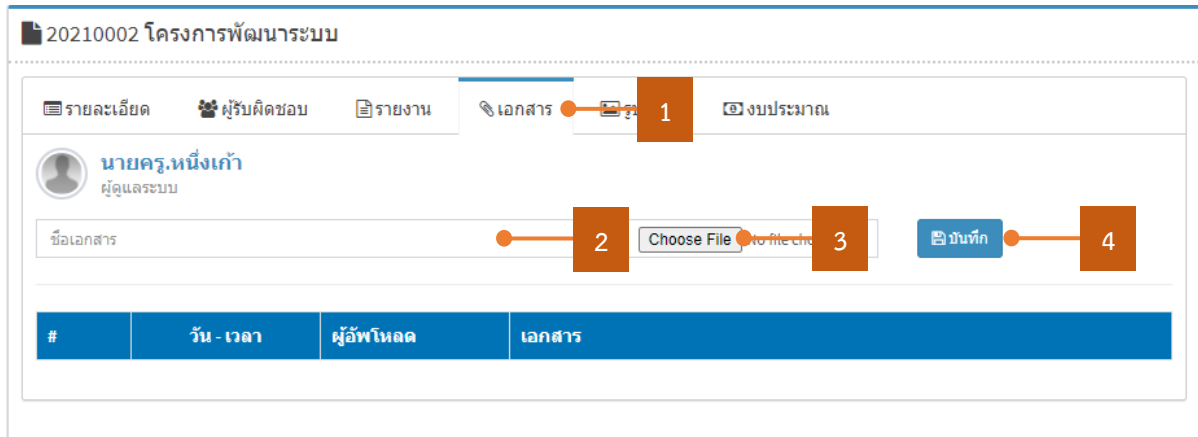 20210002 โครงการพัฒนาระบบ
รายละเอียด ผู้รับผิดชอบ รายงาน เอกสาร 1 งบประมาณ
นายครู.หนึ่งเก้า
ผู้ดูแลระบบ
ชื่อเอกสาร 2 Choose File 3 บันทึก 4
# วัน - เวลา ผู้อัพโหลด เอกสาร